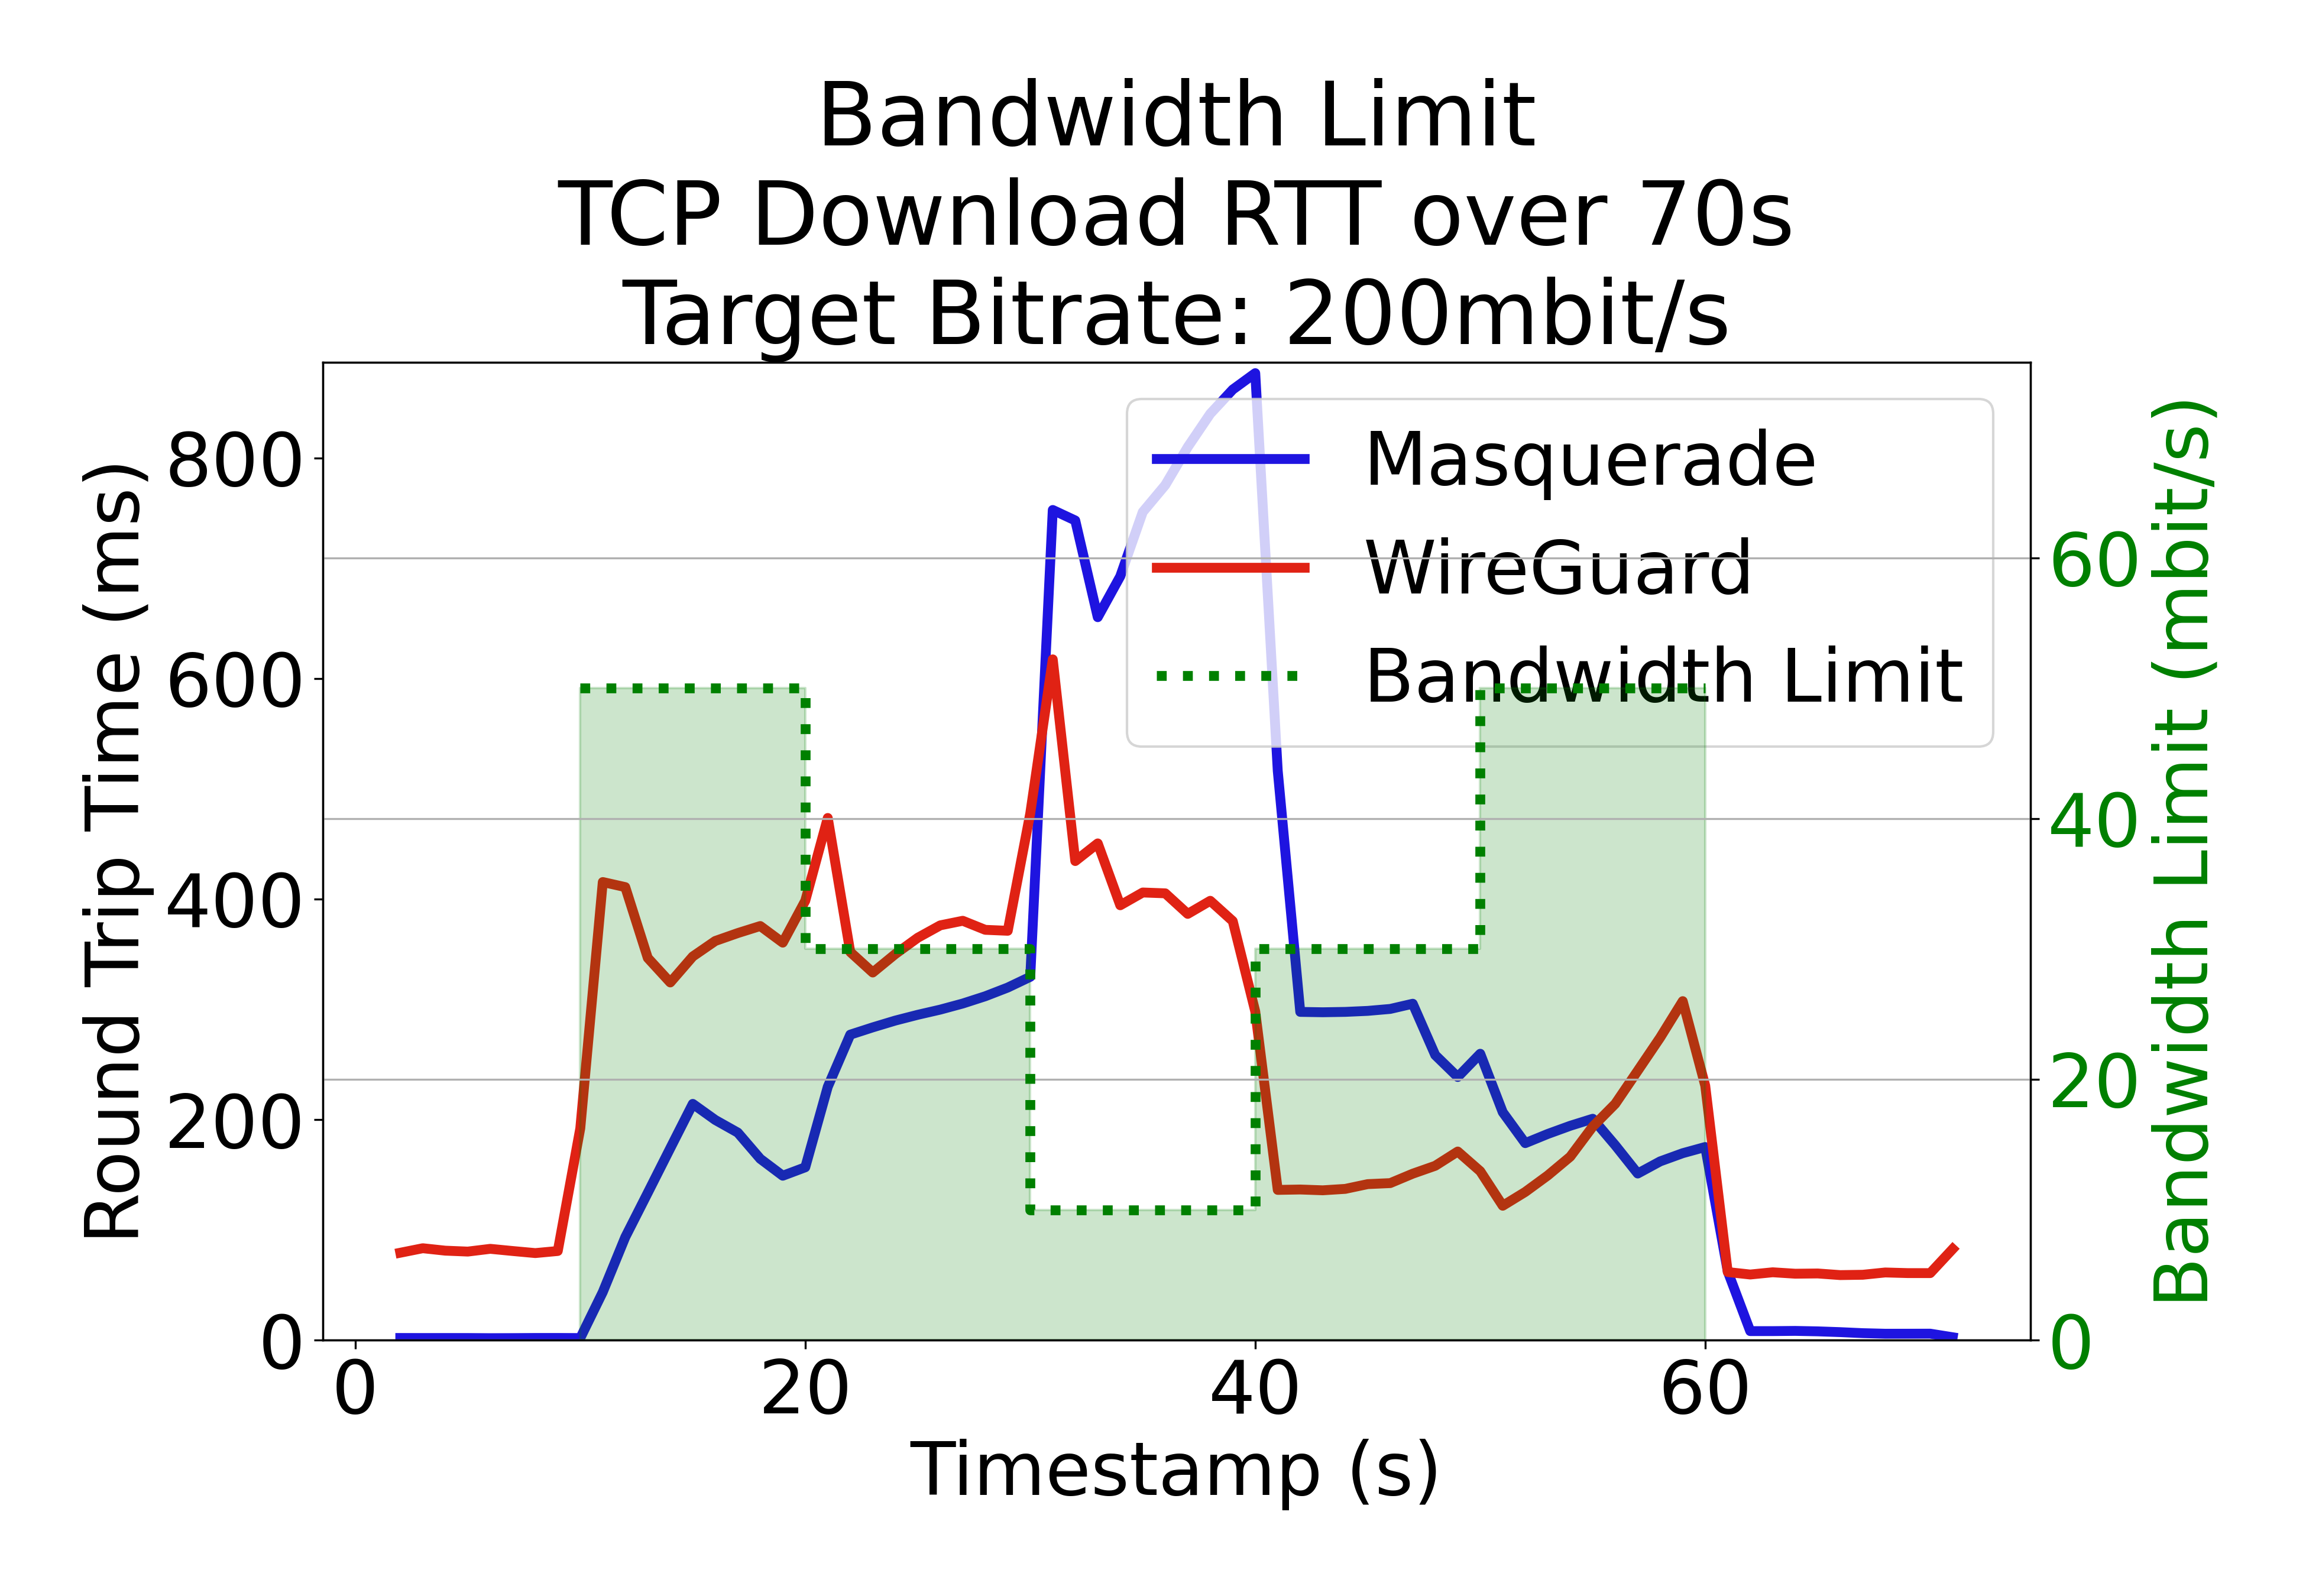 Bandwidth Limit
TCP Download RTT over 70s
Target Bitrate: 200mbit/s
Round Trip Time (ms)
800
600
400
200
0
Masquerade
WireGuard
Bandwidth Limit
60
40
20
0
Bandwidth Limit (mbit/s)
0 20 40 60
Timestamp (s)